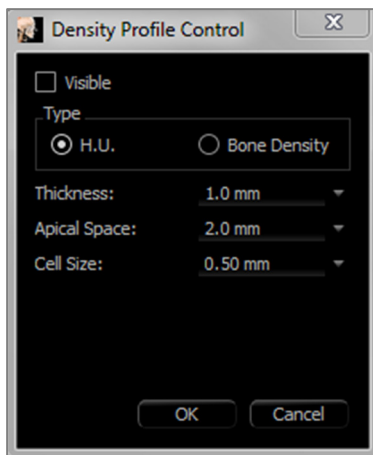 Density Profile Control
Visible
Type
H.U. Bone Density
Thickness: 1.0 mm
Apical Space: 2.0 mm
Cell Size: 0.50 mm
OK Cancel